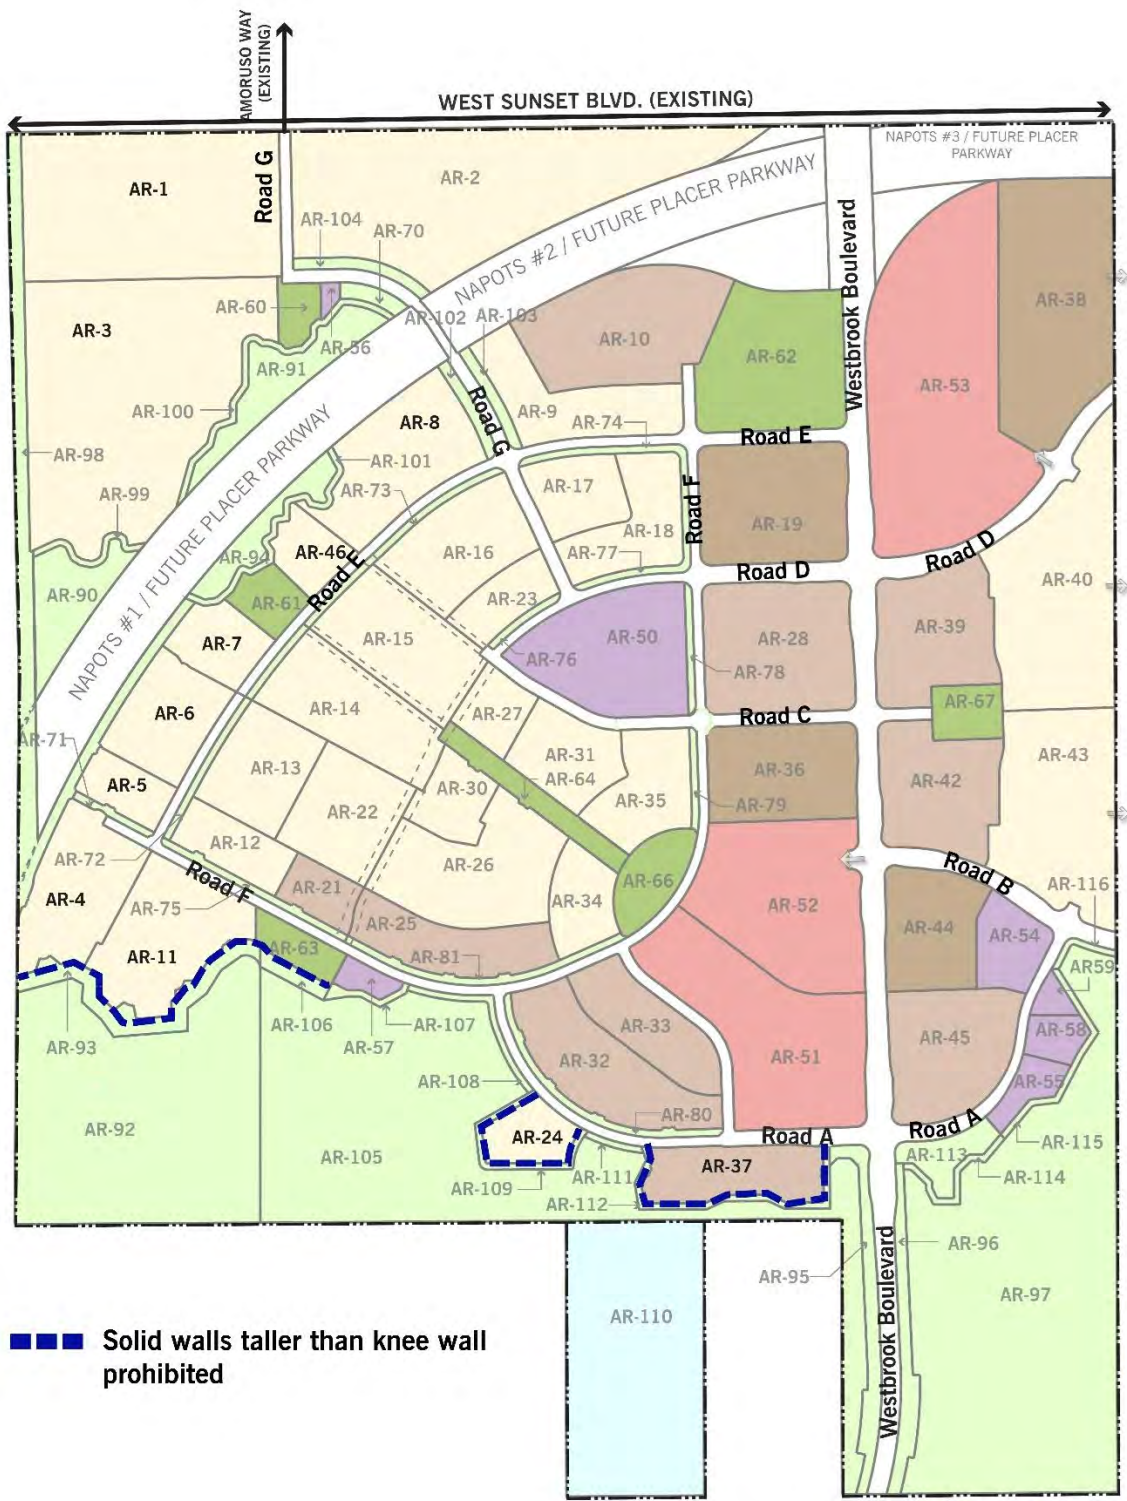 AMORUSO WAY
(EXISTING)
WEST SUNSET BLVD. (EXISTING)
NAPOTS #3 / FUTURE PLACER
PARKWAY
AR-1
Road G
AR-2
NAPOTS #2 / FUTURE PLACER PARKWAY
Westbrook Boulevard
AR-104
AR-70
AR-60
AR-56
AR-102
AR-103
AR-38
AR-3
AR-10
AR-62
AR-53
AR-91
AR-100
AR-8
Road G
AR-9
AR-74
Road E
AR-98
AR-101
AR-99
AR-73
AR-17
AR-18
Road F
AR-19
NAPOTS #1 / FUTURE PLACER PARKWAY
AR-94
AR-46
Road E
AR-16
AR-77
Road D
Road D
AR-90
AR-61
AR-23
AR-40
AR-7
AR-15
AR-76
AR-50
AR-78
AR-28
AR-39
AR-6
AR-14
AR-27
Road C
AR-67
AR-71
AR-5
AR-13
AR-31
AR-64
AR-30
AR-35
AR-36
AR-79
AR-42
AR-43
AR-22
AR-12
AR-72
AR-26
AR-66
Road B
AR-4
Road F
AR-75
AR-21
AR-25
AR-34
AR-52
AR-44
AR-54
AR-116
AR-11
AR-63
AR-81
AR59
AR-93
AR-106
AR-57
AR-107
AR-33
AR-32
AR-51
AR-45
AR-58
AR-55
AR-108
AR-92
AR-105
AR-24
AR-80
Road A
Road A
AR-113
AR-115
AR-114
AR-109
AR-111
AR-37
AR-112
AR-95
AR-96
AR-97
AR-110
Westbrook Boulevard
Solid walls taller than knee wall
prohibited